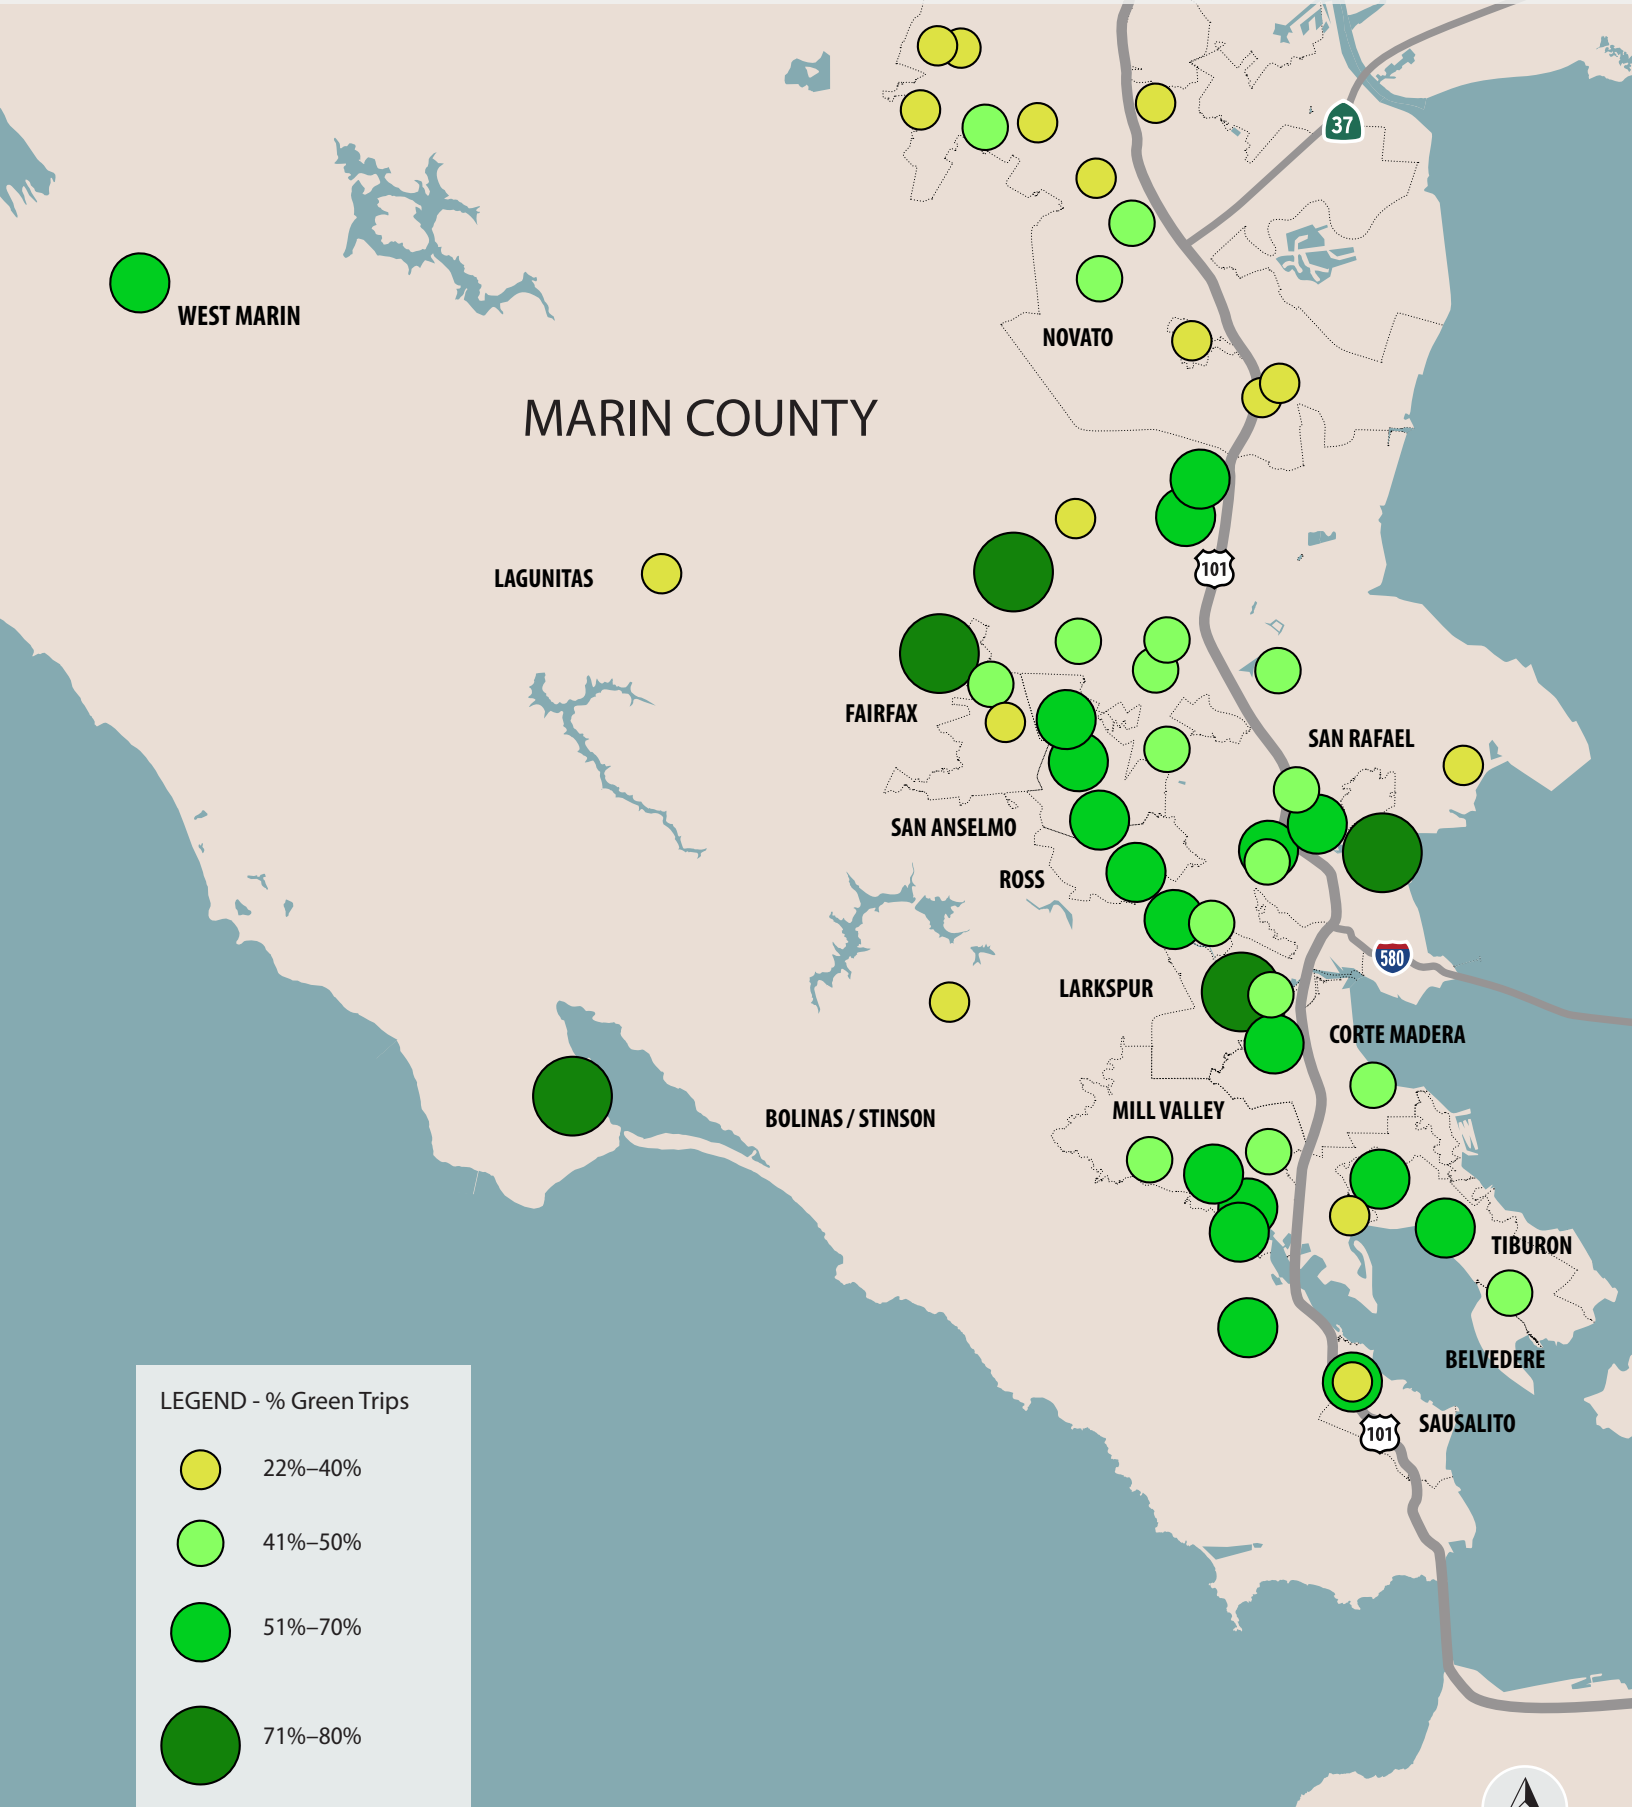 37
WEST MARIN
NOVATO
MARIN COUNTY
LAGUNITAS
101
FAIRFAX
SAN RAFAEL
SAN ANSELMO
ROSS
580
LARKSPUR
CORTE MADERA
MILL VALLEY
BOLINAS / STINSON
TIBURON
BELVEDERE
SAUSALITO
101
LEGEND - % Green Trips
22%–40%
41%–50%
51%–70%
71%–80%